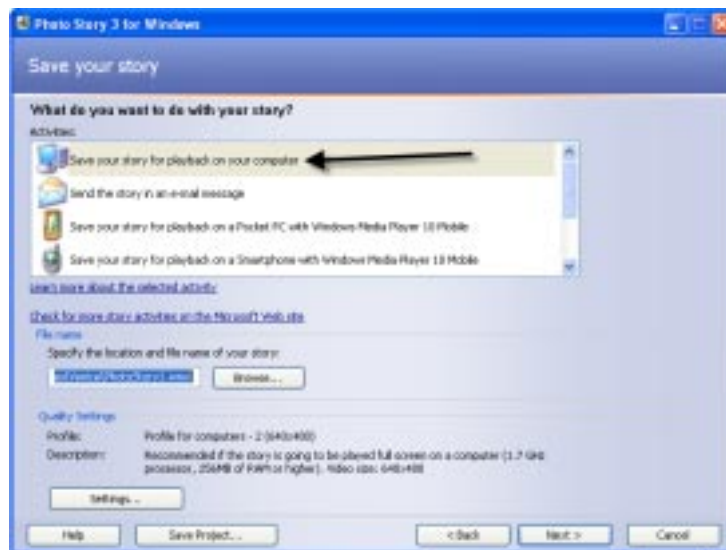 Photo Story 3 for Windows
Save your story
What do you want to do with your story?
Activities:
Save your story for playback on your computer
Send the story in an e-mail message
Save your story for playback on a Pocket PC with Windows Media Player 10 Mobile
Save your story for playback on a Smartphone with Windows Media Player 10 Mobile
Learn more about the selected activity
Check for more story activities on the Microsoft Web site
File name
Specify the location and file name of your story:
Browse...
Quality Settings
Profile: Profile for computers - 2 (640x480)
Description: Recommended if the story is going to be played full screen on a computer (1.7 GHz
processor, 256MB of RAM or higher). Video size: 640x480
Settings...
Help Save Project... < Back Next > Cancel